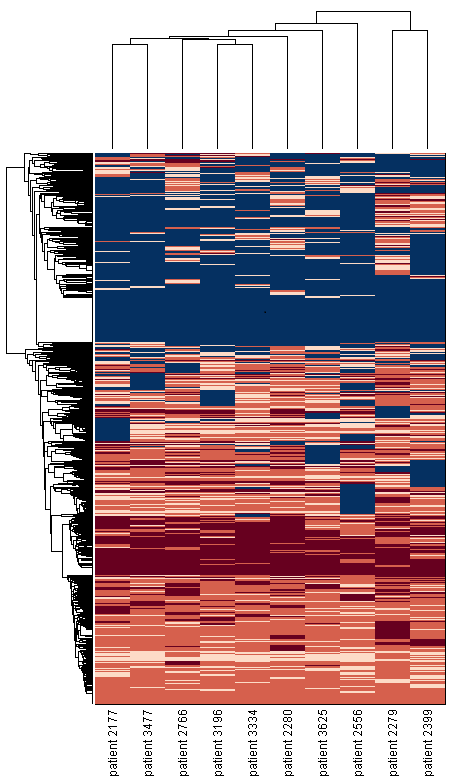 patient 2177
patient 3477
patient 2766
patient 3196
patient 3334
patient 2280
patient 3625
patient 2556
patient 2279
patient 2399